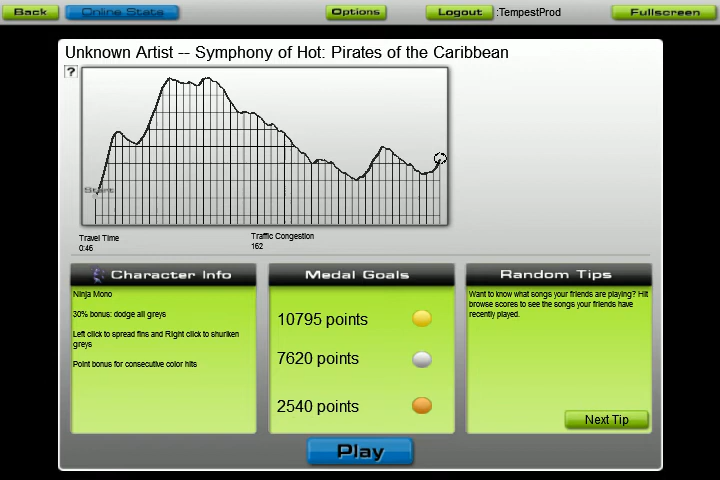 Back
Online Stats
Options
Logout
:TempestProd
Fullscreen
Unknown Artist -- Symphony of Hot: Pirates of the Caribbean
?
Start
Travel Time
0:46
Traffic Congestion
162
Character Info
Ninja Mono
30% bonus: dodge all greys
Left click to spread fins and Right click to shuriken
greys
Point bonus for consecutive color hits
Medal Goals
10795 points
7620 points
2540 points
Random Tips
Want to know what songs your friends are playing? Hit
browse scores to see the songs your friends have
recently played.
Next Tip
Play